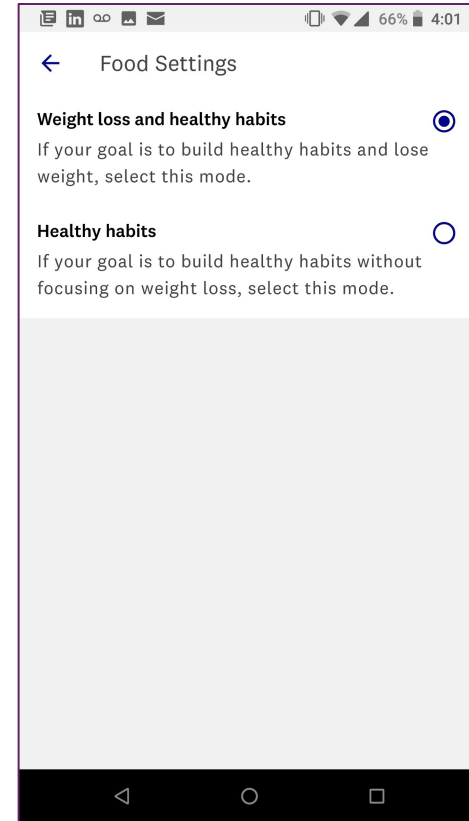 in 66% 4:01
Food Settings
Weight loss and healthy habits
If your goal is to build healthy habits and lose
weight, select this mode.
Healthy habits
If your goal is to build healthy habits without
focusing on weight loss, select this mode.